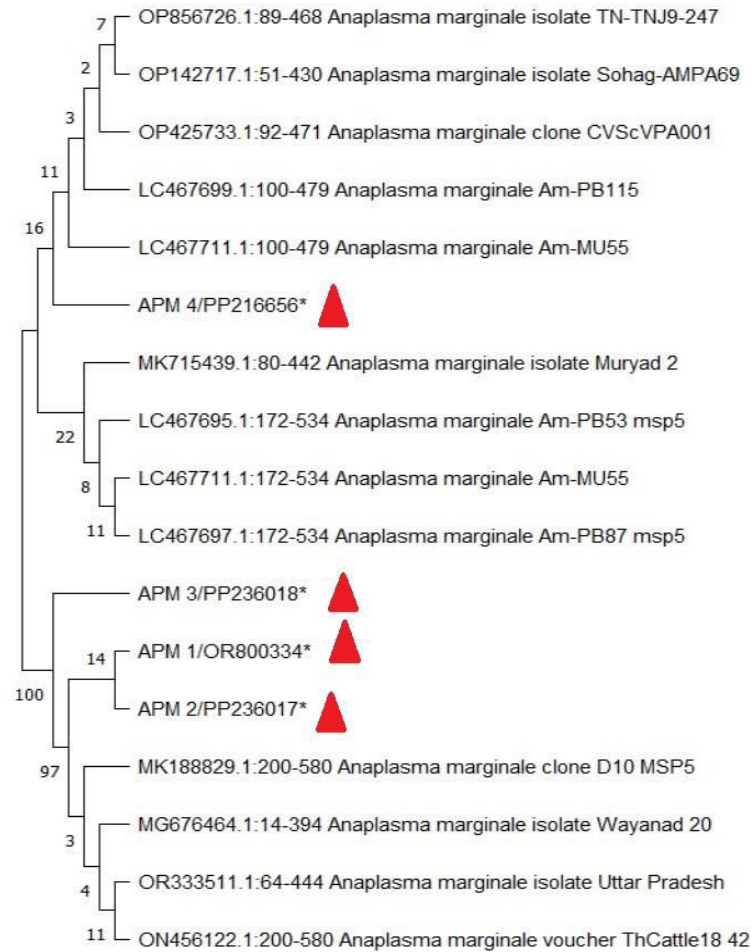 7
OP856726.1:89-468 Anaplasma marginale isolate TN-TNJ9-247
2
OP142717.1:51-430 Anaplasma marginale isolate Sohag-AMPA69
3
OP425733.1:92-471 Anaplasma marginale clone CVScVPA001
11
LC467699.1:100-479 Anaplasma marginale Am-PB115
16
LC467711.1:100-479 Anaplasma marginale Am-MU55
APM 4/PP216656*
MK715439.1:80-442 Anaplasma marginale isolate Muryad 2
22
LC467695.1:172-534 Anaplasma marginale Am-PB53 msp5
8
LC467711.1:172-534 Anaplasma marginale Am-MU55
11
LC467697.1:172-534 Anaplasma marginale Am-PB87 msp5
APM 3/PP236018*
14
APM 1/OR800334*
100
APM 2/PP236017*
97
MK188829.1:200-580 Anaplasma marginale clone D10 MSP5
3
MG676464.1:14-394 Anaplasma marginale isolate Wayanad 20
4
OR333511.1:64-444 Anaplasma marginale isolate Uttar Pradesh
11
ON456122.1:200-580 Anaplasma marginale voucher ThCattle18 42